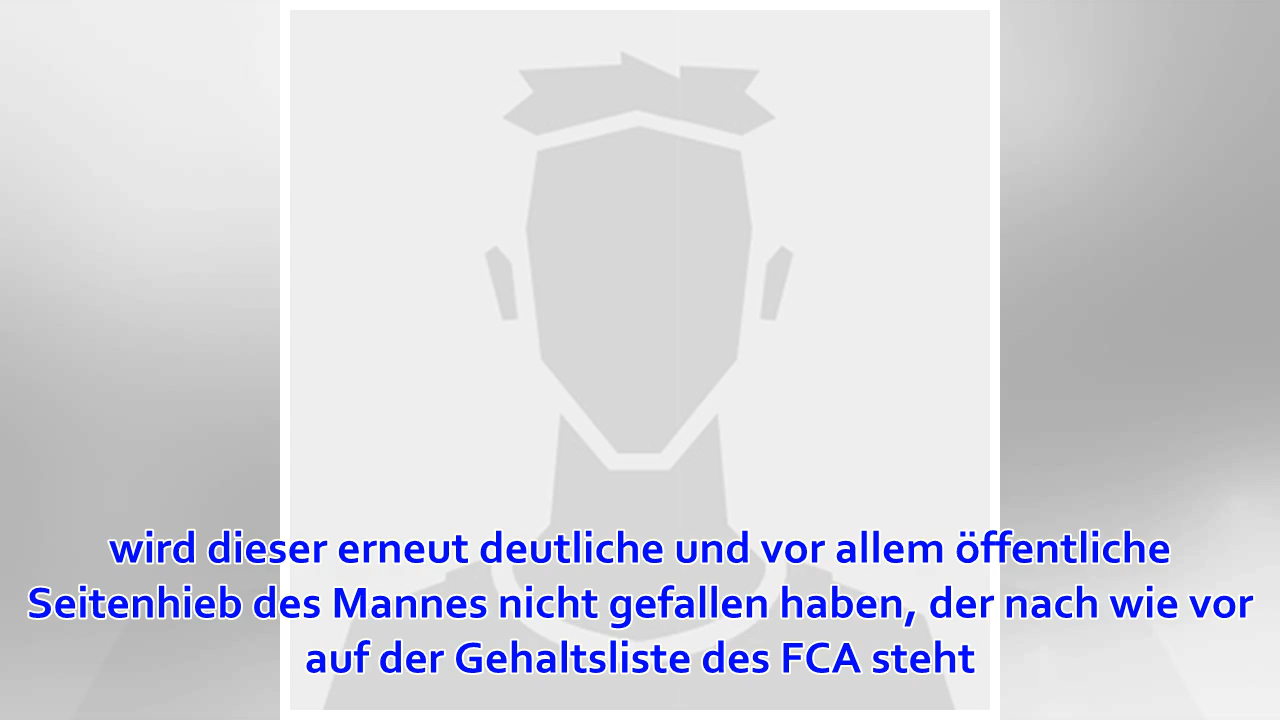 wird dieser erneut deutliche und vor allem öffentliche
Seitenhieb des Mannes nicht gefallen haben, der nach wie vor
auf der Gehaltsliste des FCA steht